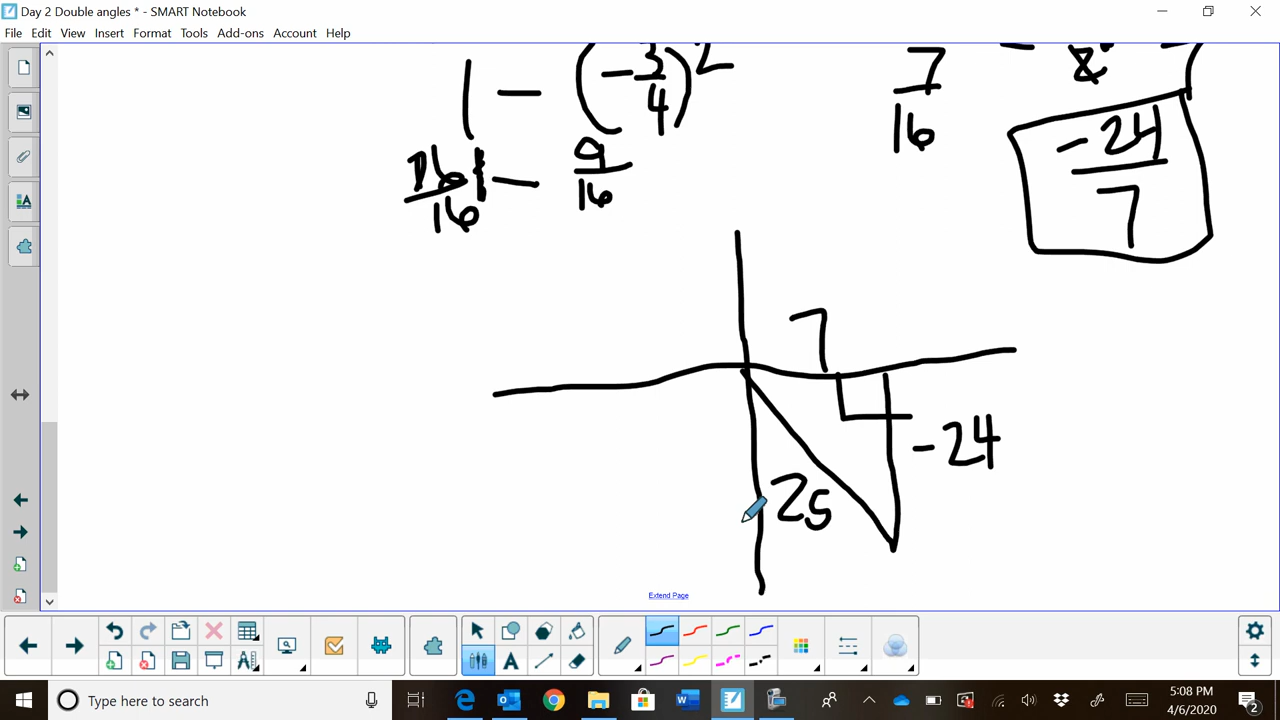 Day 2 Double angles * - SMART Notebook
File Edit View Insert Format Tools Add-ons Account Help
1 - (-3/4)^2
7/16
16/16 - 9/16
-24/7
7
-24
25
Extend Page
Type here to search
5:08 PM
4/6/2020
2